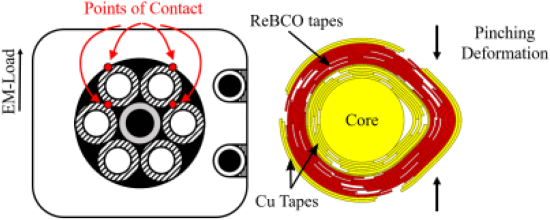 Points of Contact
EM-Load
ReBCO tapes
Pinching
Deformation
Core
Cu Tapes